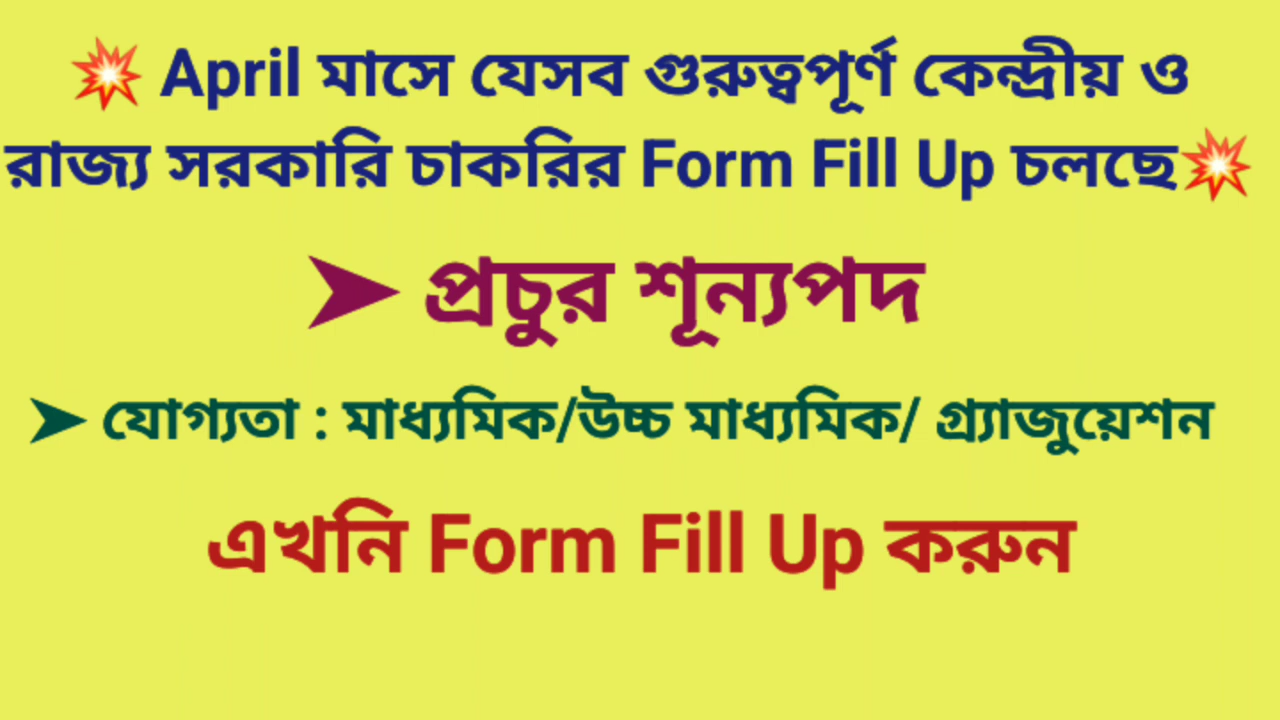 💥 April মাসে যেসব গুরুত্বপূর্ণ কেন্দ্রীয় ও
রাজ্য সরকারি চাকরির Form Fill Up চলছে💥
➤ প্রচুর শূন্যপদ
➤ যোগ্যতা : মাধ্যমিক/উচ্চ মাধ্যমিক/ গ্র্যাজুয়েশন
এখনি Form Fill Up করুন